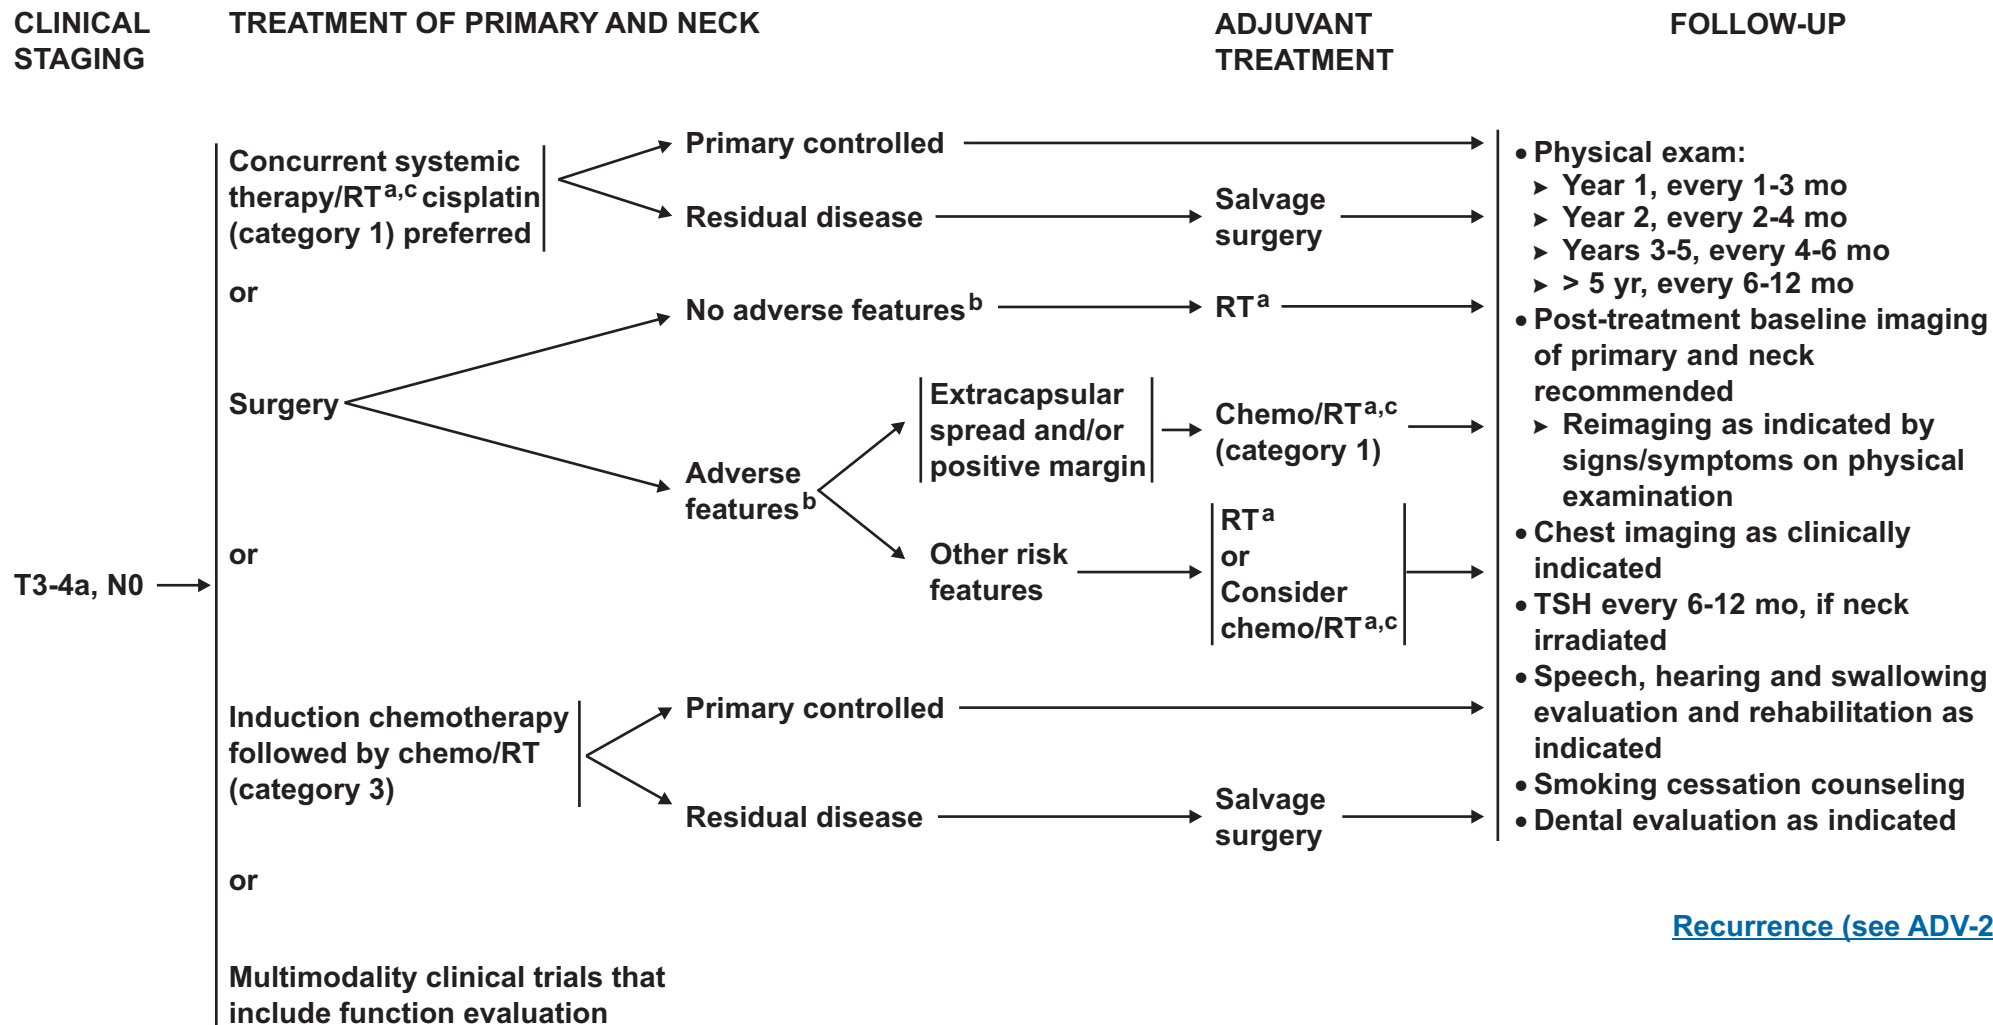 CLINICAL
STAGING
TREATMENT OF PRIMARY AND NECK
ADJUVANT
TREATMENT
FOLLOW-UP
T3-4a, N0
Concurrent systemic
therapy/RT a,c cisplatin
(category 1) preferred
or
Surgery
or
Induction chemotherapy
followed by chemo/RT
(category 3)
or
Multimodality clinical trials that
include function evaluation
Primary controlled
Residual disease
Salvage
surgery
No adverse features b
RT a
Adverse
features b
Extracapsular
spread and/or
positive margin
Chemo/RT a,c
(category 1)
Other risk
features
RT a
or
Consider
chemo/RT a,c
Primary controlled
Residual disease
Salvage
surgery
• Physical exam:
➤ Year 1, every 1-3 mo
➤ Year 2, every 2-4 mo
➤ Years 3-5, every 4-6 mo
➤ > 5 yr, every 6-12 mo
• Post-treatment baseline imaging
of primary and neck
recommended
➤ Reimaging as indicated by
signs/symptoms on physical
examination
• Chest imaging as clinically
indicated
• TSH every 6-12 mo, if neck
irradiated
• Speech, hearing and swallowing
evaluation and rehabilitation as
indicated
• Smoking cessation counseling
• Dental evaluation as indicated
Recurrence (see ADV-2